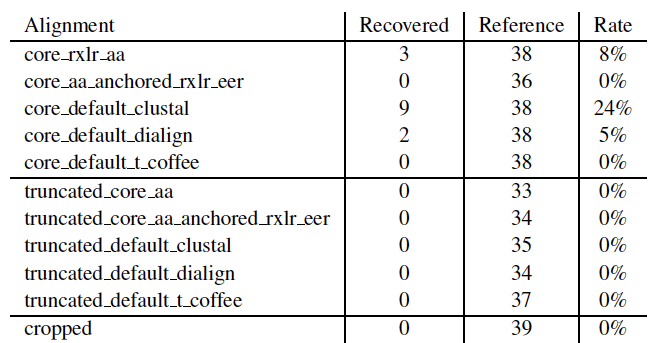 Alignment Recovered Reference Rate
core_rxlr_aa 3 38 8%
core_aa_anchored_rxlr_eer 0 36 0%
core_default_clustal 9 38 24%
core_default_dialign 2 38 5%
core_default_t_coffee 0 38 0%
truncated_core_aa 0 33 0%
truncated_core_aa_anchored_rxlr_eer 0 34 0%
truncated_default_clustal 0 35 0%
truncated_default_dialign 0 34 0%
truncated_default_t_coffee 0 37 0%
cropped 0 39 0%